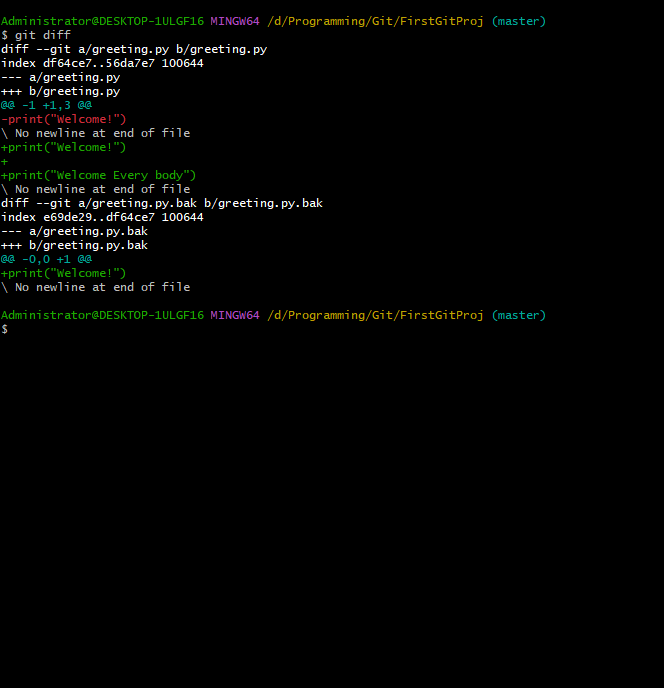 Administrator@DESKTOP-1ULGF16 MINGW64 /d/Programming/Git/FirstGitProj (master)
$ git diff
diff --git a/greeting.py b/greeting.py
index df64ce7..56da7e7 100644
--- a/greeting.py
+++ b/greeting.py
@@ -1 +1,3 @@
-print("Welcome!")
\ No newline at end of file
+print("Welcome!")
+
+print("Welcome Every body")
\ No newline at end of file
diff --git a/greeting.py.bak b/greeting.py.bak
index e69de29..df64ce7 100644
--- a/greeting.py.bak
+++ b/greeting.py.bak
@@ -0,0 +1 @@
+print("Welcome!")
\ No newline at end of file
Administrator@DESKTOP-1ULGF16 MINGW64 /d/Programming/Git/FirstGitProj (master)
$